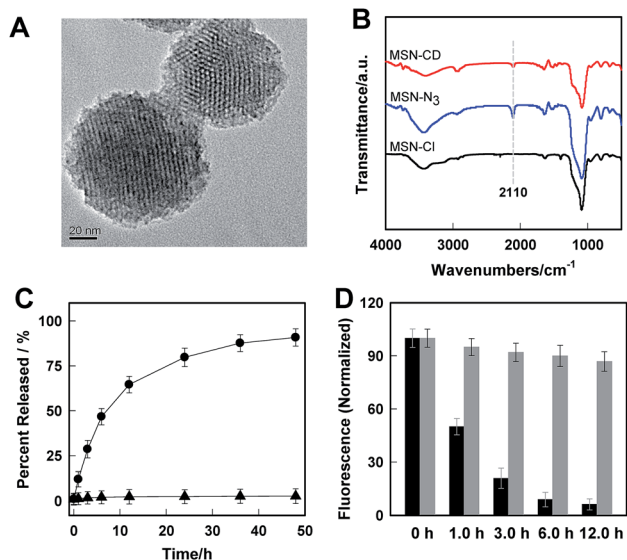 A
20 nm
B
Transmittance/a.u.
MSN-CD
MSN-N₃
MSN-Cl
2110
4000 3000 2000 1000
Wavenumbers/cm⁻¹
C
Percent Released / %
100
75
50
25
0
0 10 20 30 40 50
Time/h
D
Fluorescence (Normalized)
120
90
60
30
0
0 h 1.0 h 3.0 h 6.0 h 12.0 h